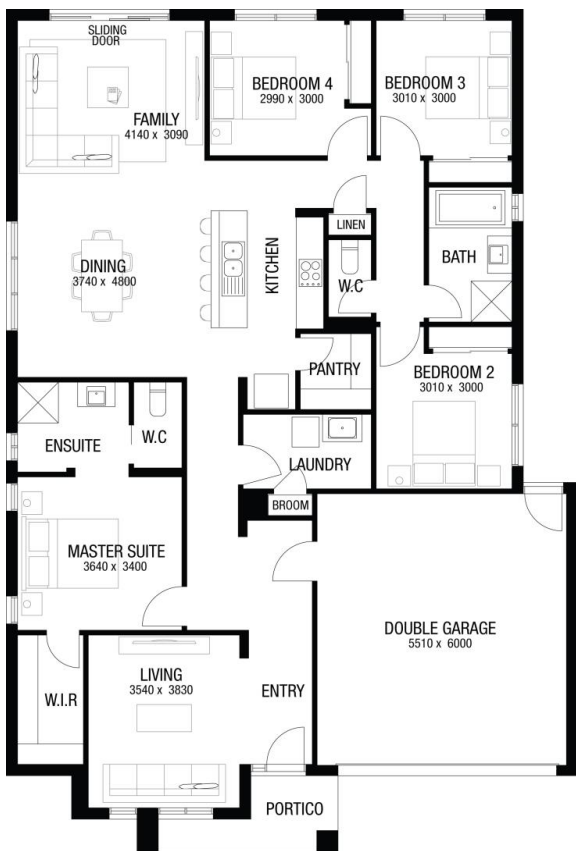 SLIDING
DOOR
FAMILY
4140 x 3090
BEDROOM 4
2990 x 3000
BEDROOM 3
3010 x 3000
LINEN
DINING
3740 x 4800
KITCHEN
W.C
BATH
PANTRY
BEDROOM 2
3010 x 3000
ENSUITE
W.C
LAUNDRY
BROOM
MASTER SUITE
3640 x 3400
DOUBLE GARAGE
5510 x 6000
W.I.R
LIVING
3540 x 3830
ENTRY
PORTICO